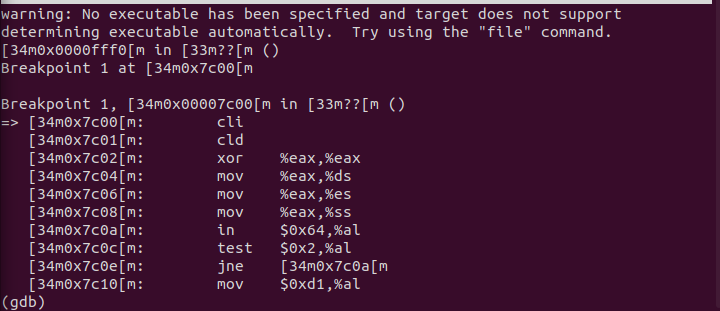 warning: No executable has been specified and target does not support
determining executable automatically.  Try using the "file" command.
[34m0x0000fff0[m in [33m??[m ()
Breakpoint 1 at [34m0x7c00[m
Breakpoint 1, [34m0x00007c00[m in [33m??[m ()
=> [34m0x7c00[m:        cli
   [34m0x7c01[m:        cld
   [34m0x7c02[m:        xor    %eax,%eax
   [34m0x7c04[m:        mov    %eax,%ds
   [34m0x7c06[m:        mov    %eax,%es
   [34m0x7c08[m:        mov    %eax,%ss
   [34m0x7c0a[m:        in     $0x64,%al
   [34m0x7c0c[m:        test   $0x2,%al
   [34m0x7c0e[m:        jne    [34m0x7c0a[m
   [34m0x7c10[m:        mov    $0xd1,%al
(gdb)